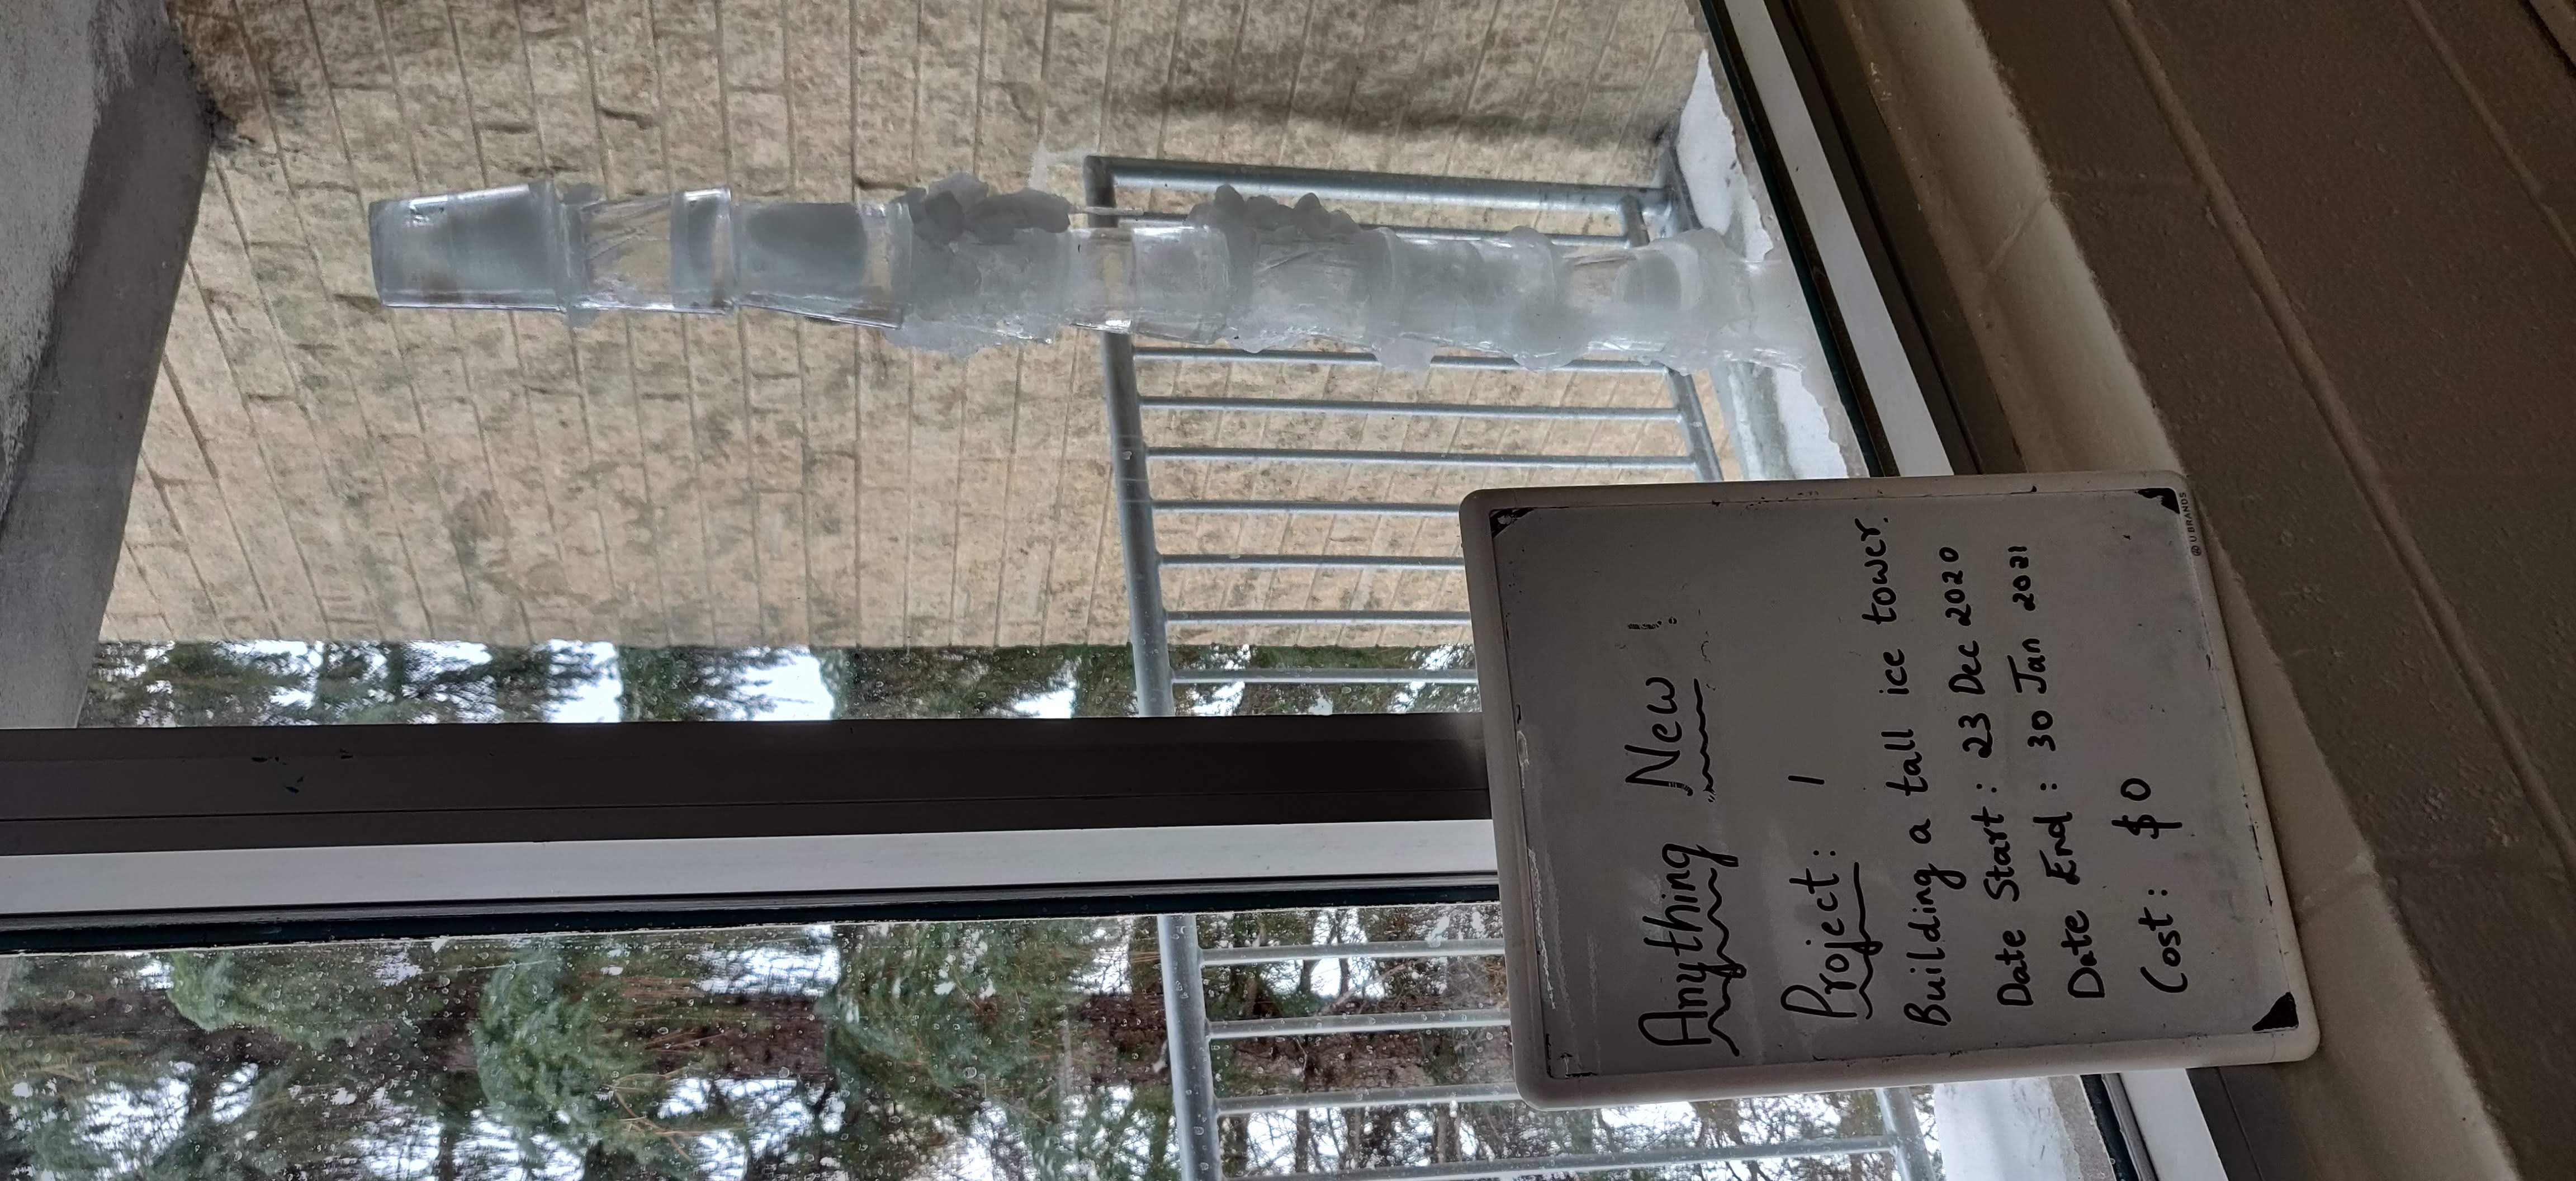 Anything New !
Project: 1
Building a tall ice tower.
Date Start: 23 Dec 2020
Date End: 30 Jan 2021
Cost: $0
U BRANDS